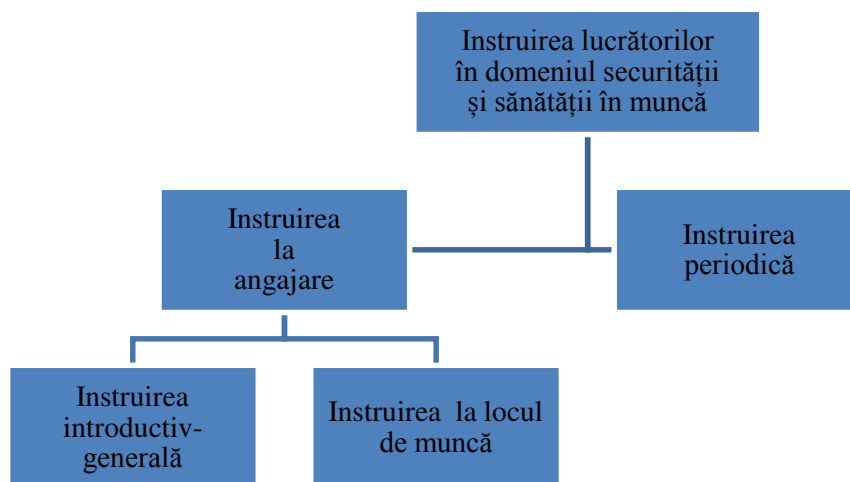 Instruirea lucrătorilor
în domeniul securității
și sănătății în muncă
Instruirea
la
angajare
Instruirea
periodică
Instruirea
introductiv-
generală
Instruirea la locul
de muncă